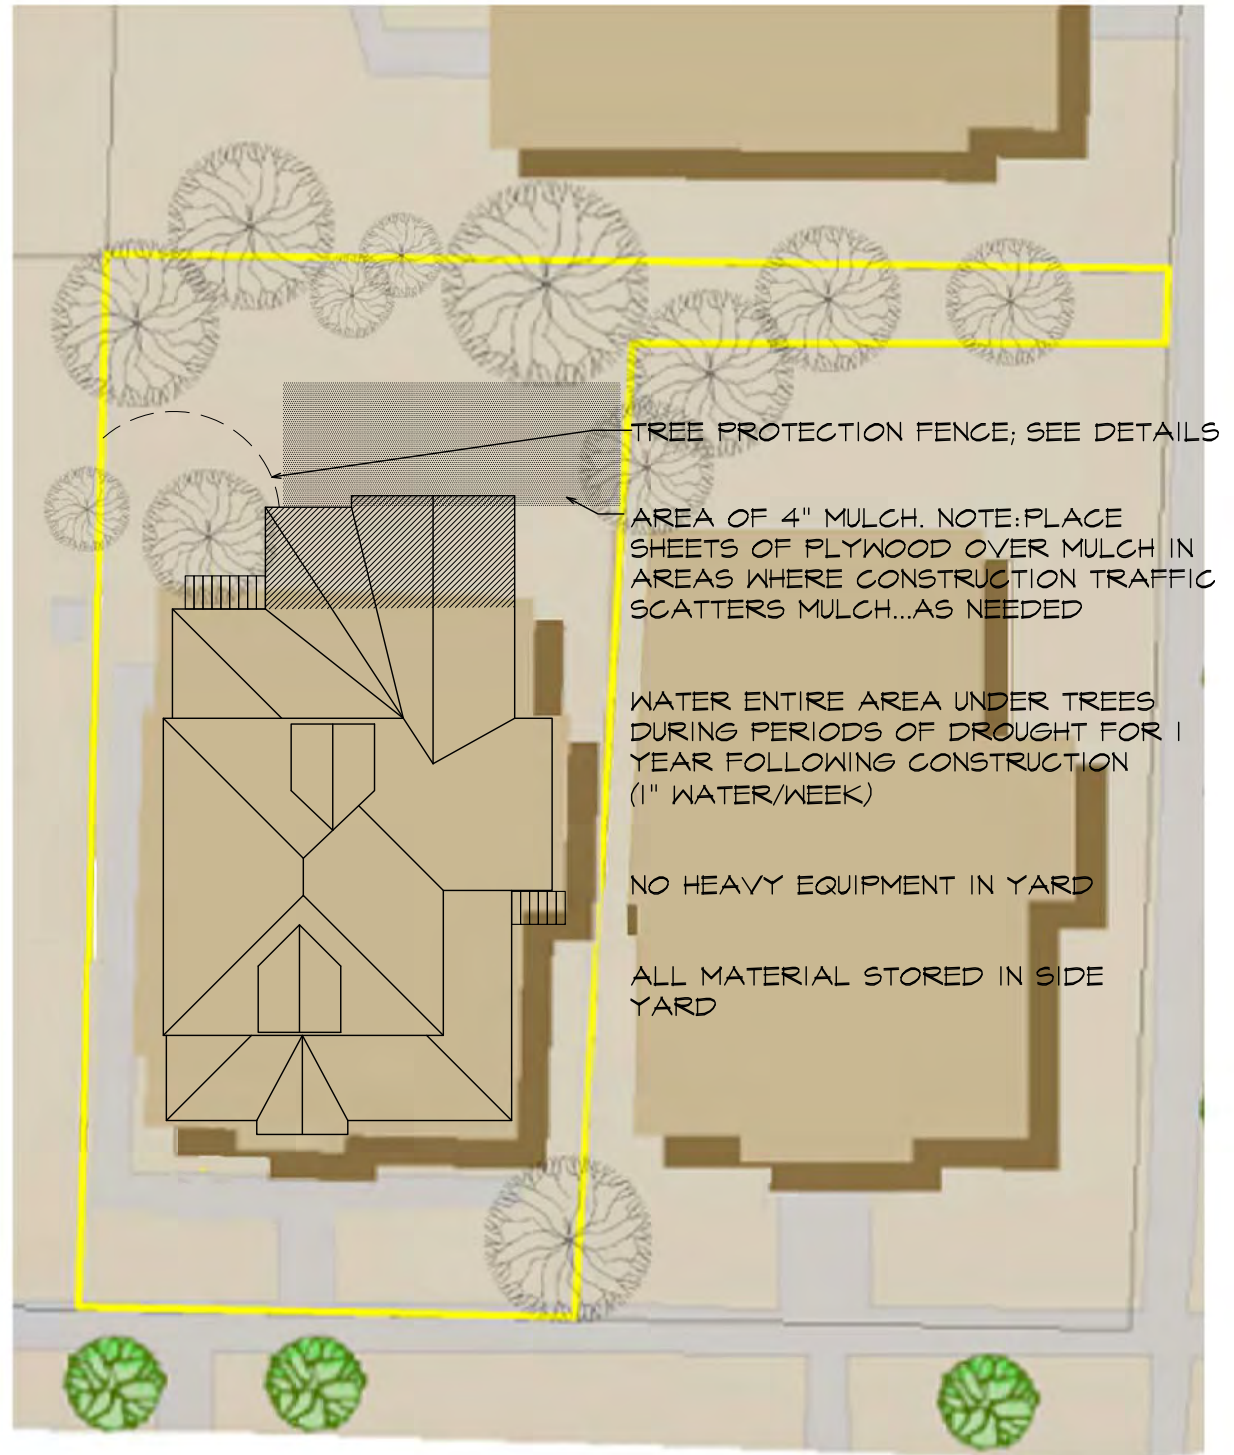 TREE PROTECTION FENCE; SEE DETAILS
AREA OF 4" MULCH. NOTE:PLACE
SHEETS OF PLYWOOD OVER MULCH IN
AREAS WHERE CONSTRUCTION TRAFFIC
SCATTERS MULCH...AS NEEDED
WATER ENTIRE AREA UNDER TREES
DURING PERIODS OF DROUGHT FOR 1
YEAR FOLLOWING CONSTRUCTION
(1" WATER/WEEK)
NO HEAVY EQUIPMENT IN YARD
ALL MATERIAL STORED IN SIDE
YARD